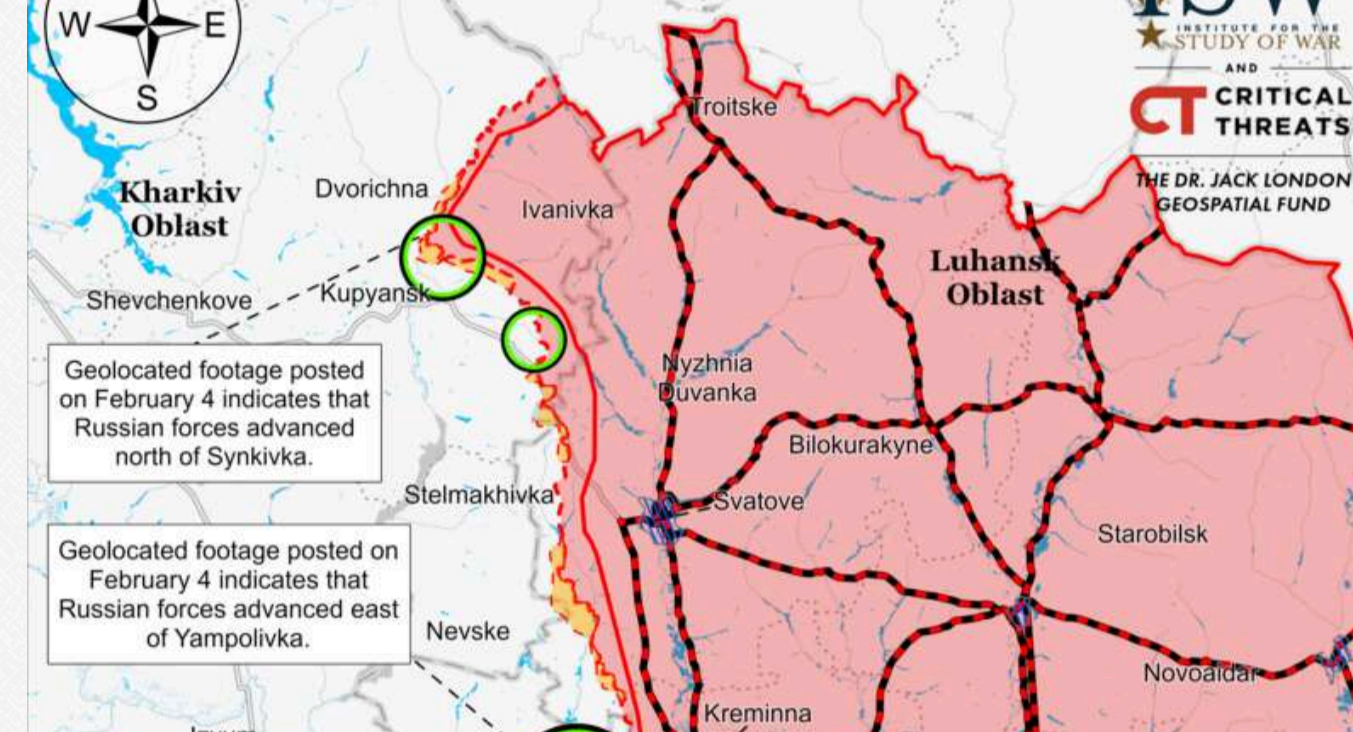 W
E
S
ISW
INSTITUTE FOR THE
STUDY OF WAR
AND
CT CRITICAL
THREATS
THE DR. JACK LONDON
GEOSPATIAL FUND
Troitske
Kharkiv
Oblast
Dvorichna
Ivanivka
Luhansk
Oblast
Shevchenkove
Kupyansk
Geolocated footage posted
on February 4 indicates that
Russian forces advanced
north of Synkivka.
Nyzhnia
Duvanka
Bilokurakyne
Stelmakhivka
Svatove
Starobilsk
Geolocated footage posted on
February 4 indicates that
Russian forces advanced east
of Yampolivka.
Nevske
Novoaidar
Kreminna